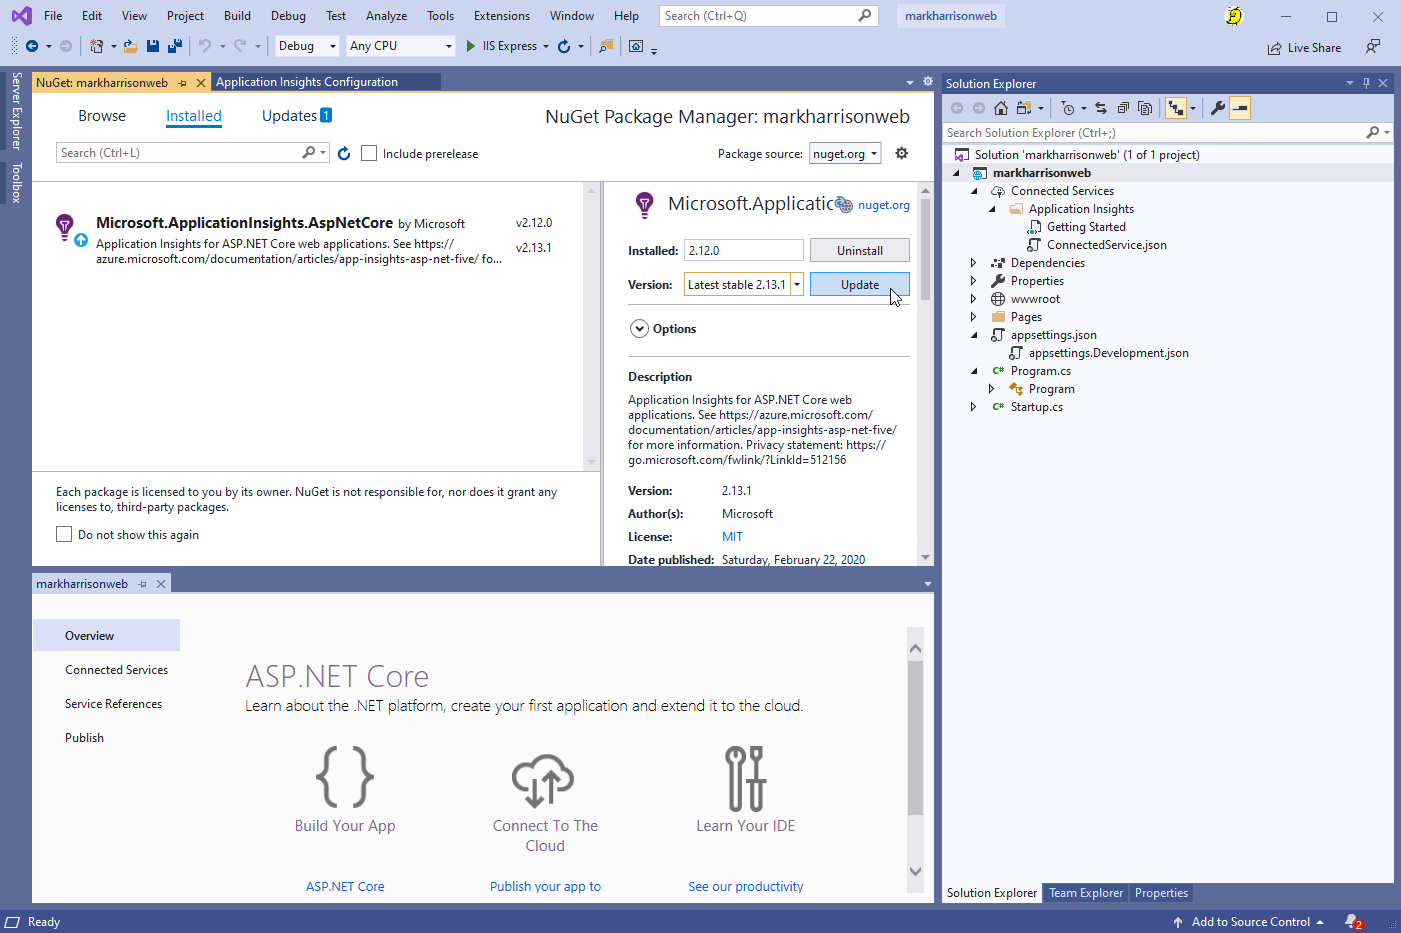 File Edit View Project Build Debug Test Analyze Tools Extensions Window Help Search (Ctrl+Q) markharrisonweb
Debug Any CPU IIS Express Live Share
Server Explorer
Toolbox
NuGet: markharrisonweb Application Insights Configuration
Browse Installed Updates 1 NuGet Package Manager: markharrisonweb
Search (Ctrl+L) Include prerelease Package source: nuget.org
Microsoft.ApplicationInsights.AspNetCore by Microsoft v2.12.0
Application Insights for ASP.NET Core web applications. See https:// v2.13.1
azure.microsoft.com/documentation/articles/app-insights-asp-net-five/ fo...
Each package is licensed to you by its owner. NuGet is not responsible for, nor does it grant any
licenses to, third-party packages.
Do not show this again
Microsoft.Applicatic nuget.org
Installed: 2.12.0 Uninstall
Version: Latest stable 2.13.1 Update
Options
Description
Application Insights for ASP.NET Core web
applications. See https://azure.microsoft.com/
documentation/articles/app-insights-asp-net-five/
for more information. Privacy statement: https://
go.microsoft.com/fwlink/?LinkId=512156
Version: 2.13.1
Author(s): Microsoft
License: MIT
Date published: Saturday, February 22, 2020
markharrisonweb
Overview
Connected Services
Service References
Publish
ASP.NET Core
Learn about the .NET platform, create your first application and extend it to the cloud.
Build Your App
Connect To The
Cloud
Learn Your IDE
ASP.NET Core
Publish your app to
See our productivity
Solution Explorer
Search Solution Explorer (Ctrl+;)
Solution 'markharrisonweb' (1 of 1 project)
markharrisonweb
Connected Services
Application Insights
Getting Started
ConnectedService.json
Dependencies
Properties
wwwroot
Pages
appsettings.json
appsettings.Development.json
C# Program.cs
Program
C# Startup.cs
Solution Explorer Team Explorer Properties
Ready Add to Source Control 2